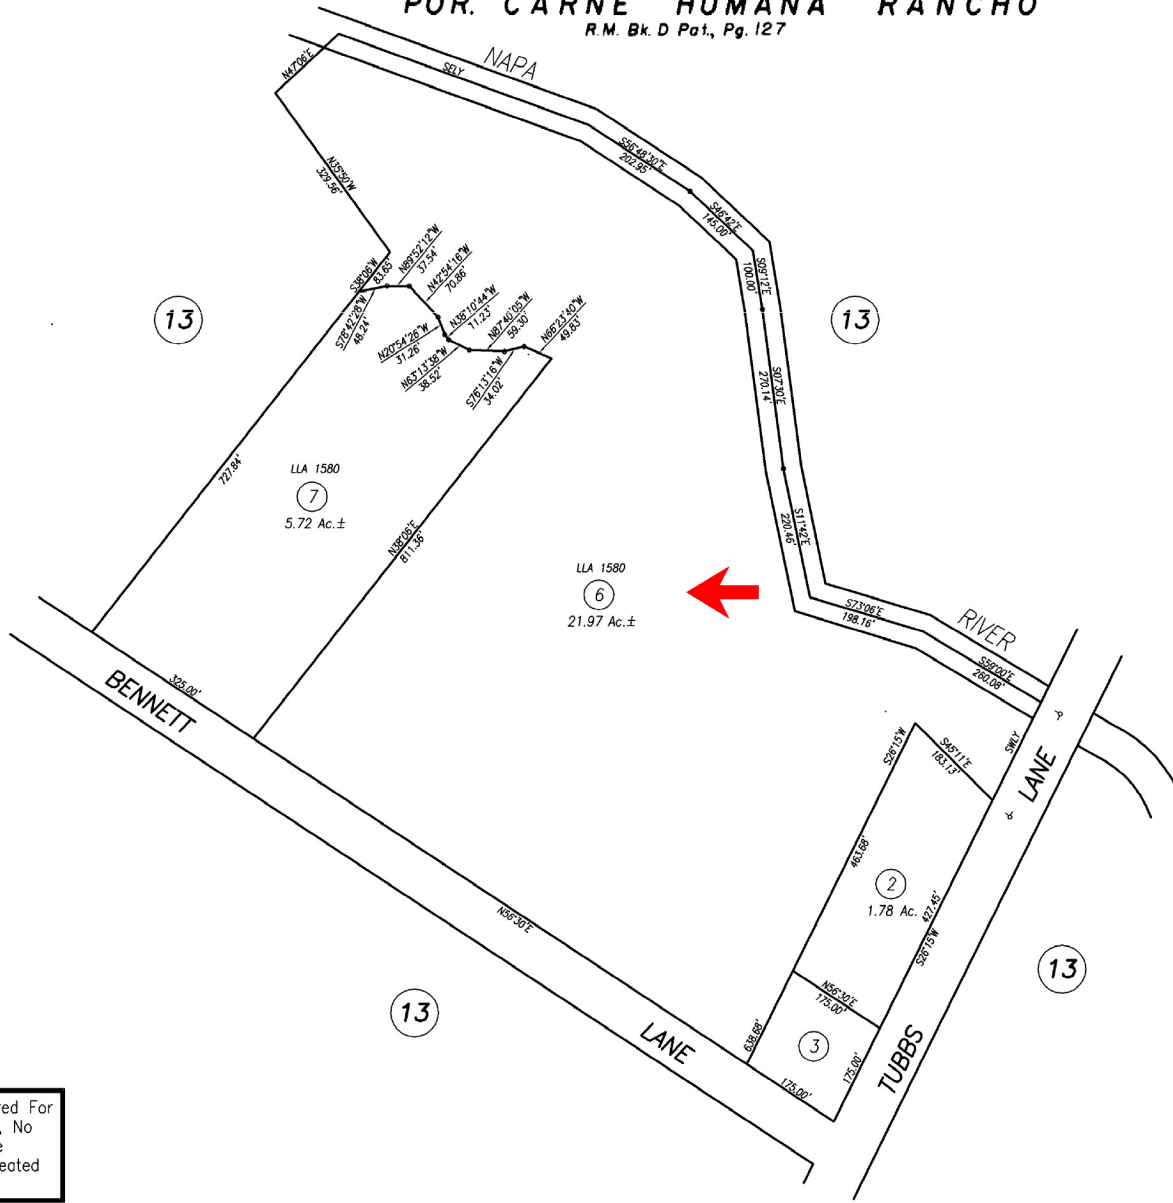 POR. CARNE HUMANA RANCHO
R.M. Bk. D Pat., Pg. 127
NAPA
N47°06'E
SELY
S56°48'30"E
202.95'
N35°50'W
329.56'
S46°42'E
145.00'
S38°06'W
83.65'
N89°52'12"W
37.54'
N42°54'16"W
70.86'
S09°12'E
100.00'
13
S78°42'28"W
48.24'
N20°54'26"W
31.26'
N38°10'44"W
11.23'
N87°40'05"W
59.30'
N66°23'40"W
49.83'
13
N63°13'38"W
38.52'
S76°13'16"W
34.02'
S07°30'E
270.14'
727.84'
LLA 1580
7
5.72 Ac.±
N38°06'E
811.36'
S11°42'E
220.46'
LLA 1580
6
21.97 Ac.±
S73°06'E
198.16'
RIVER
S59°00'E
260.08'
BENNETT
325.00'
S26°15'W
S45°11'E
183.13'
SWLY
LANE
463.68'
2
1.78 Ac.
427.45'
S26°15'W
N56°30'E
13
13
N56°30'E
175.00'
LANE
638.68'
3
175.00'
175.00'
TUBBS
ed For
, No
e
eated